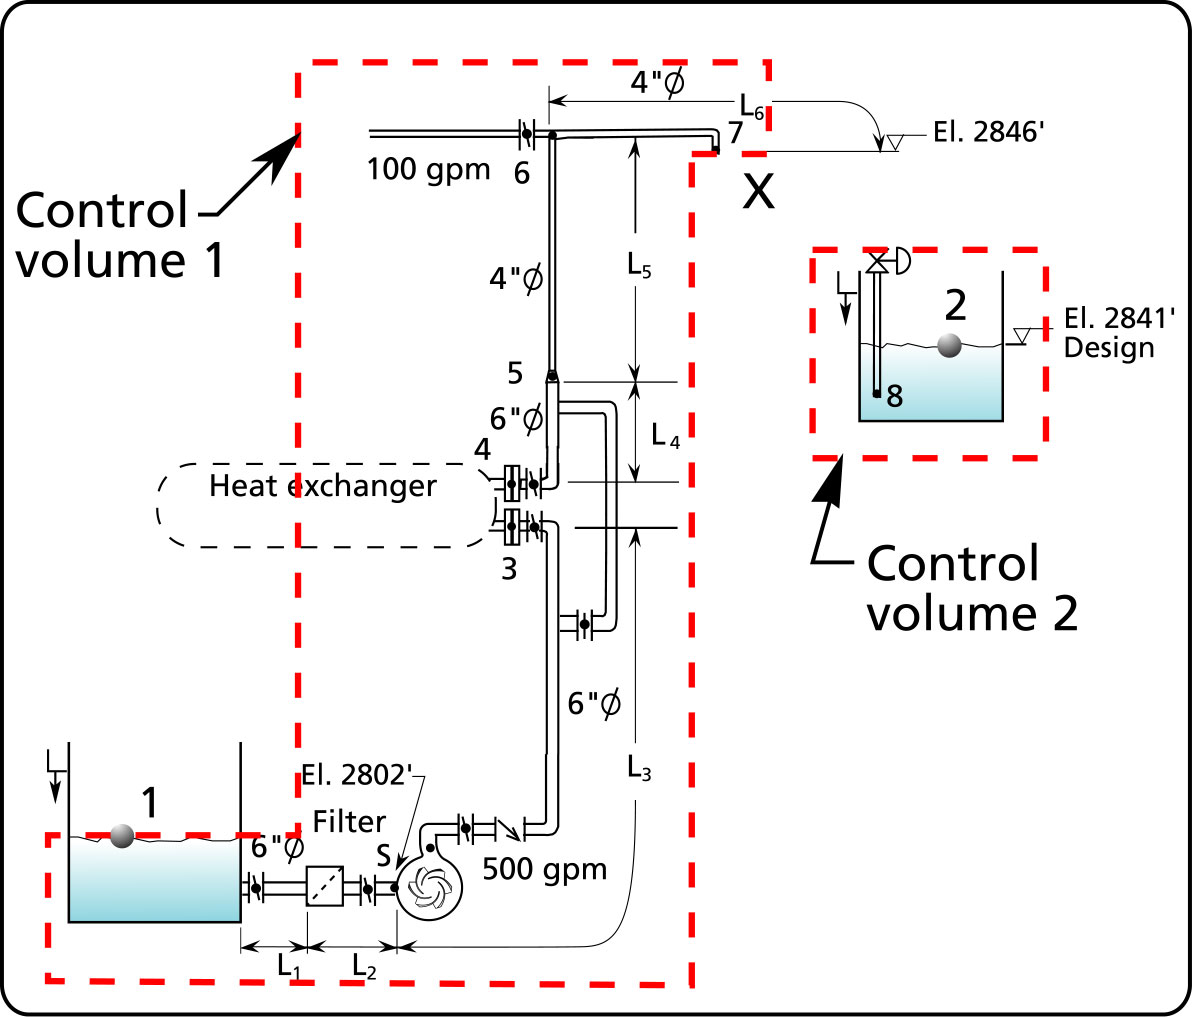 4"∅
L₆
7
El. 2846'
100 gpm
6
X
Control
volume 1
4"∅
L₅
2
El. 2841'
Design
8
5
6"∅
4
L₄
Heat exchanger
3
Control
volume 2
6"∅
L₃
El. 2802'
1
Filter
6"∅
S
500 gpm
L₁
L₂